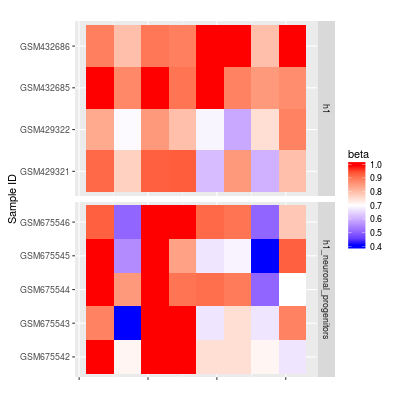 Sample ID
GSM432686
GSM432685
GSM429322
GSM429321
h1
GSM675546
GSM675545
GSM675544
GSM675543
GSM675542
h1_neuronal_progenitors
beta
1.0
0.9
0.8
0.7
0.6
0.5
0.4